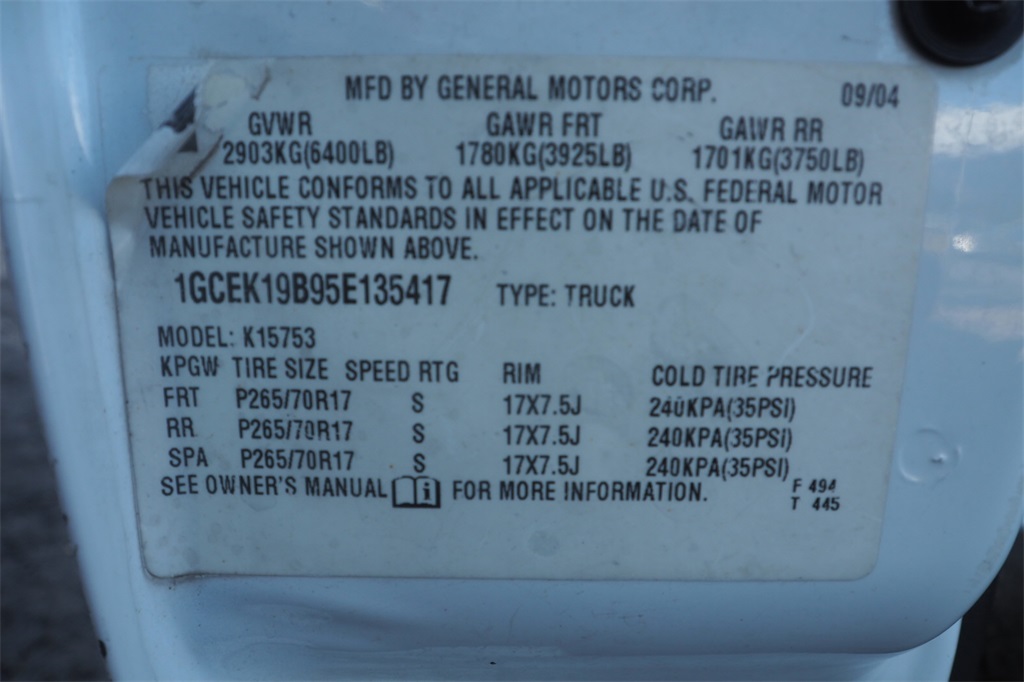 MFD BY GENERAL MOTORS CORP. 09/04
GVWR GAWR FRT GAWR RR
2903KG(6400LB) 1780KG(3925LB) 1701KG(3750LB)
THIS VEHICLE CONFORMS TO ALL APPLICABLE U.S. FEDERAL MOTOR
VEHICLE SAFETY STANDARDS IN EFFECT ON THE DATE OF
MANUFACTURE SHOWN ABOVE.
1GCEK19B95E135417 TYPE: TRUCK
MODEL: K15753
KPGW TIRE SIZE SPEED RTG RIM COLD TIRE PRESSURE
FRT P265/70R17 S 17X7.5J 240KPA(35PSI)
RR P265/70R17 S 17X7.5J 240KPA(35PSI)
SPA P265/70R17 S 17X7.5J 240KPA(35PSI)
SEE OWNER'S MANUAL FOR MORE INFORMATION.
F 494
T 445